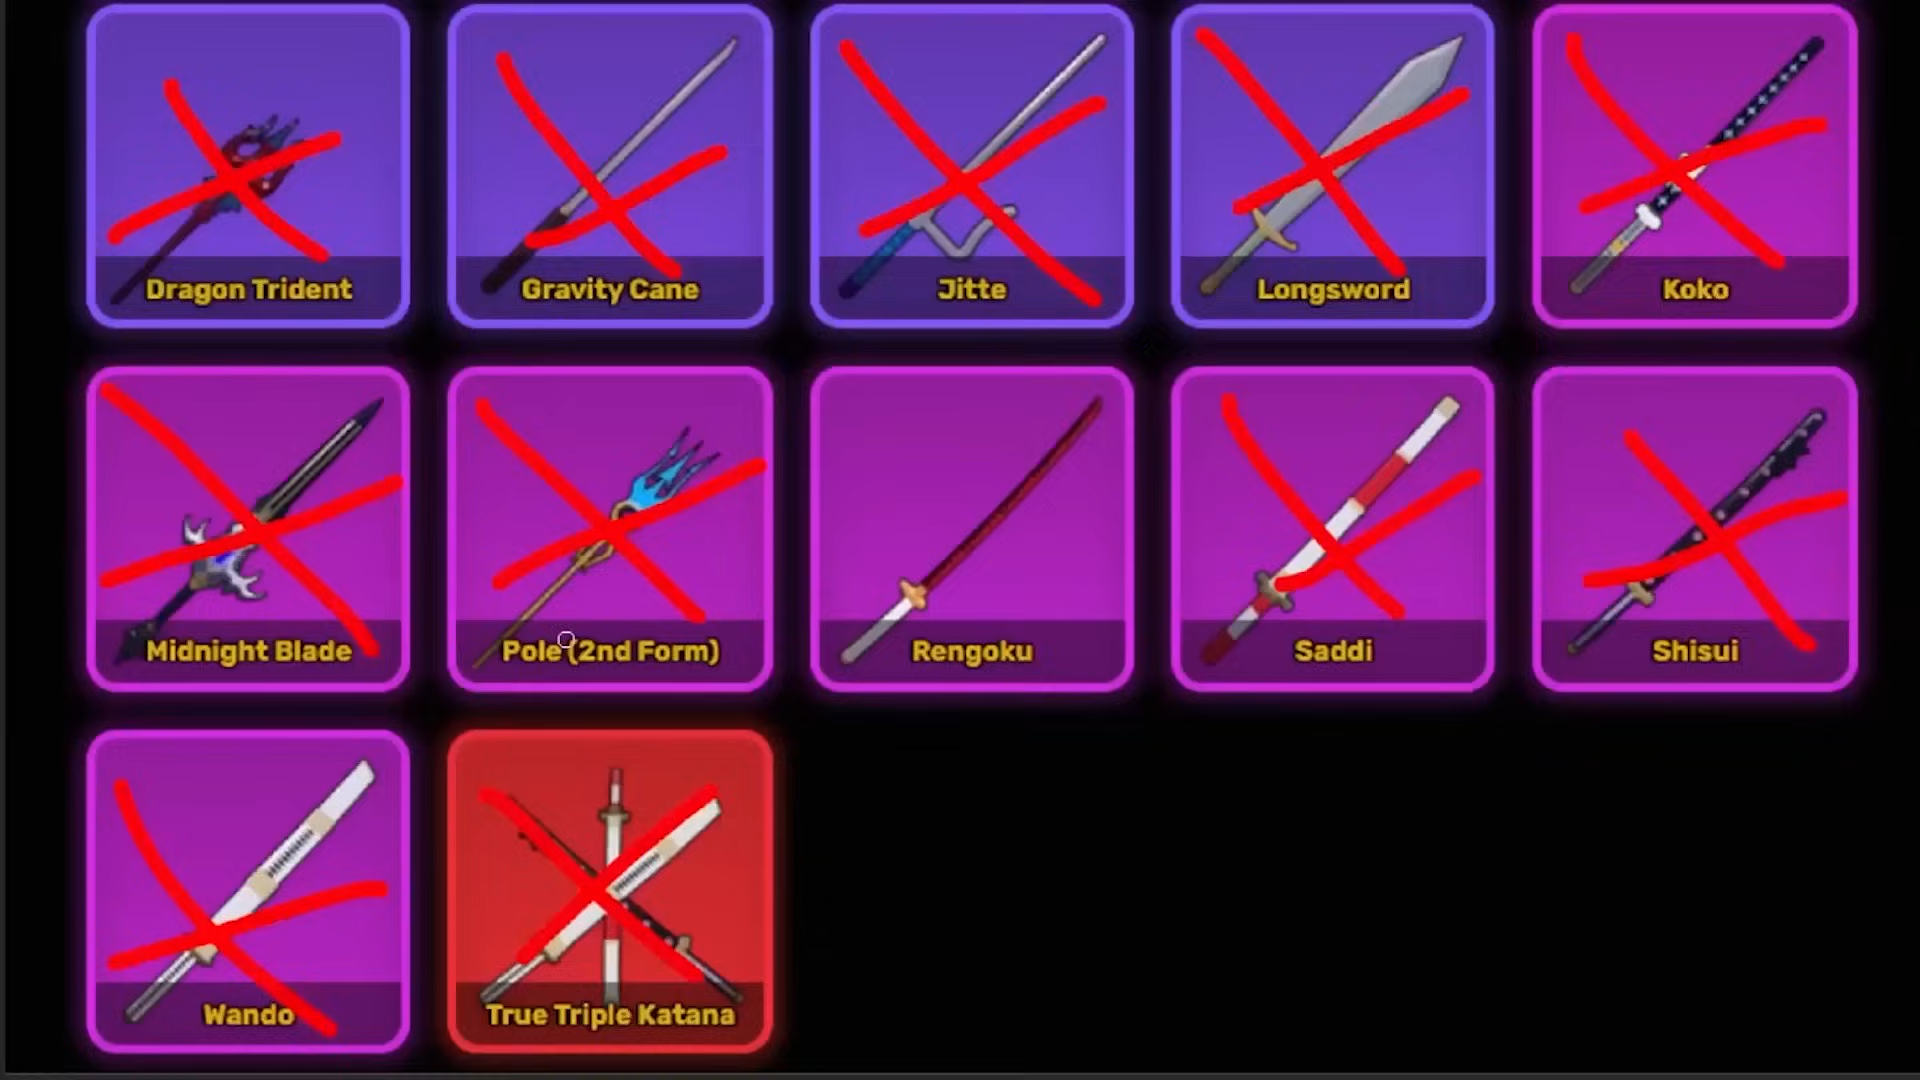 Dragon Trident
Gravity Cane
Jitte
Longsword
Koko
Midnight Blade
Pole (2nd Form)
Rengoku
Saddi
Shisui
Wando
True Triple Katana